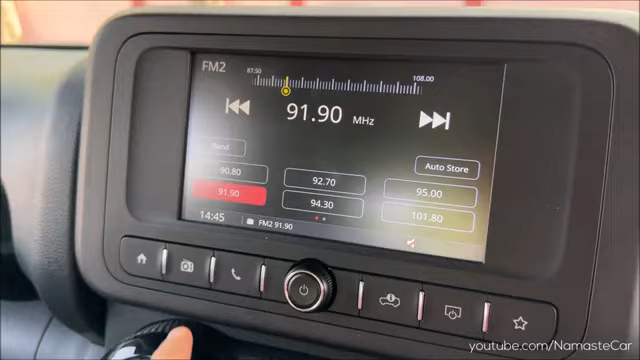 FM2
87.50
108.00
91.90 MHz
Band
Auto Store
90.80
92.70
95.00
91.90
94.30
101.80
14:45
FM2 91.90
youtube.com/NamasteCar